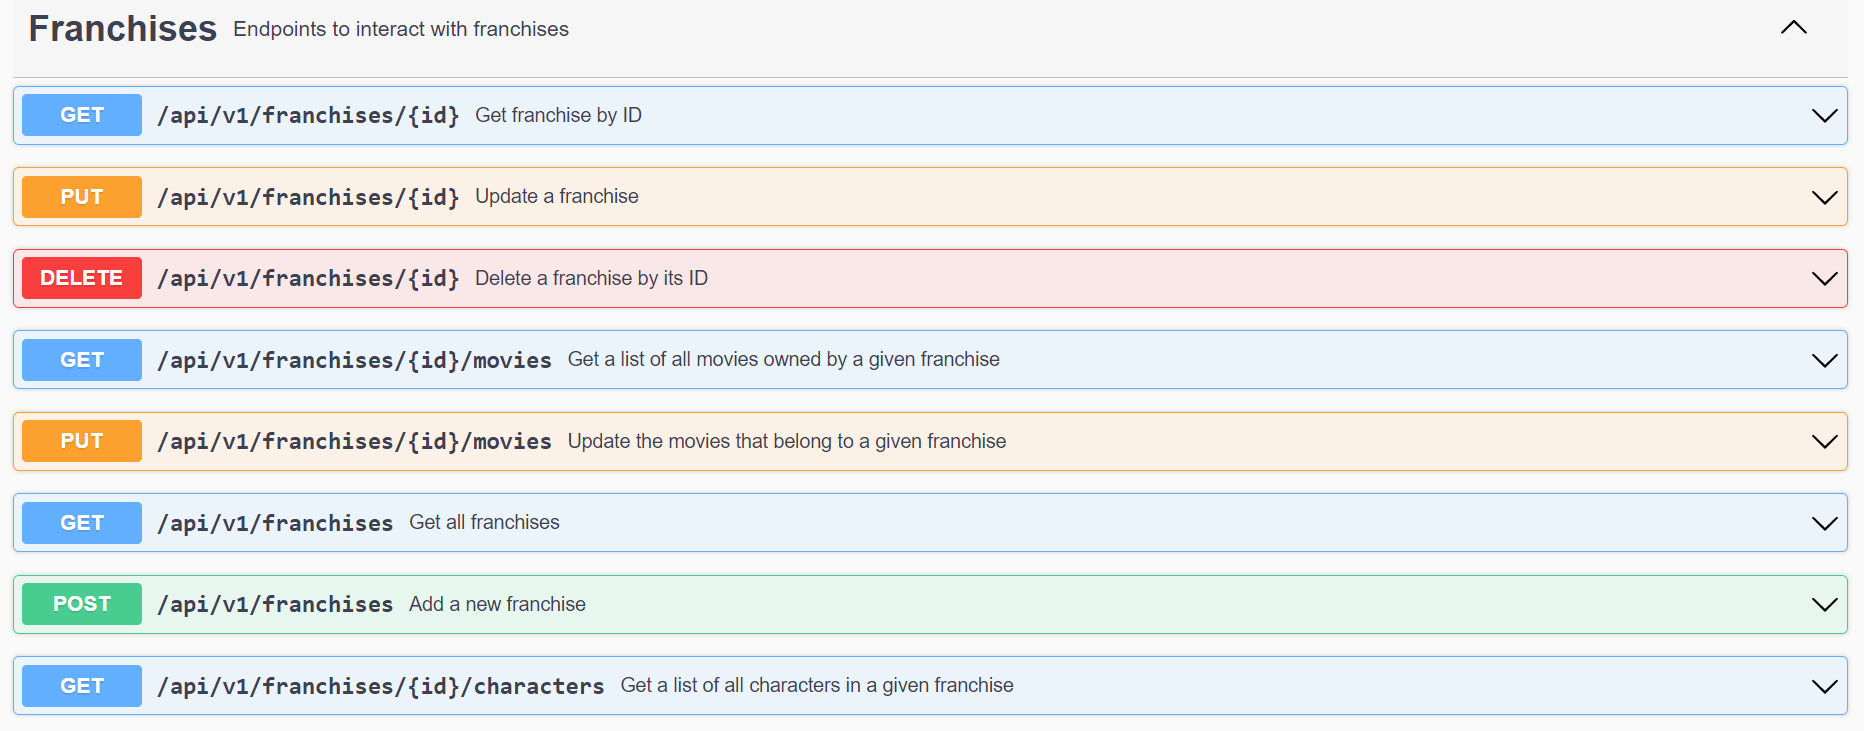 Franchises Endpoints to interact with franchises
GET /api/v1/franchises/{id} Get franchise by ID
PUT /api/v1/franchises/{id} Update a franchise
DELETE /api/v1/franchises/{id} Delete a franchise by its ID
GET /api/v1/franchises/{id}/movies Get a list of all movies owned by a given franchise
PUT /api/v1/franchises/{id}/movies Update the movies that belong to a given franchise
GET /api/v1/franchises Get all franchises
POST /api/v1/franchises Add a new franchise
GET /api/v1/franchises/{id}/characters Get a list of all characters in a given franchise